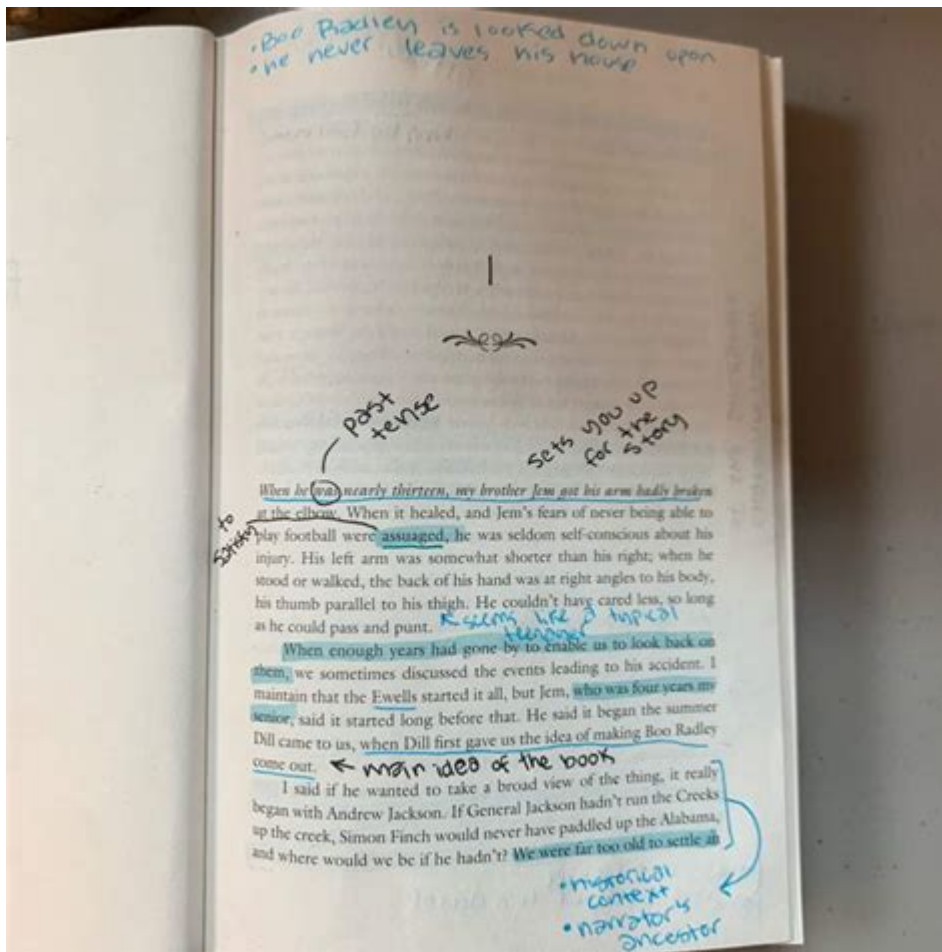 • Boo Radley is looked down upon
• he never leaves his house
1
past
tense
sets you up
for the
story
When he was nearly thirteen, my brother Jem got his arm badly broken
at the elbow. When it healed, and Jem's fears of never being able to
to
satisfy
play football were assuaged, he was seldom self-conscious about his
injury. His left arm was somewhat shorter than his right; when he
stood or walked, the back of his hand was at right angles to his body,
his thumb parallel to his thigh. He couldn't have cared less, so long
as he could pass and punt.
seems like a typical
teenager
When enough years had gone by to enable us to look back on
them, we sometimes discussed the events leading to his accident. I
maintain that the Ewells started it all, but Jem, who was four years my
senior, said it started long before that. He said it began the summer
Dill came to us, when Dill first gave us the idea of making Boo Radley
come out. ← main idea of the book
I said if he wanted to take a broad view of the thing, it really
began with Andrew Jackson. If General Jackson hadn't run the Creeks
up the creek, Simon Finch would never have paddled up the Alabama,
and where would we be if he hadn't? We were far too old to settle an
• historical
context
• narrator's
ancestor